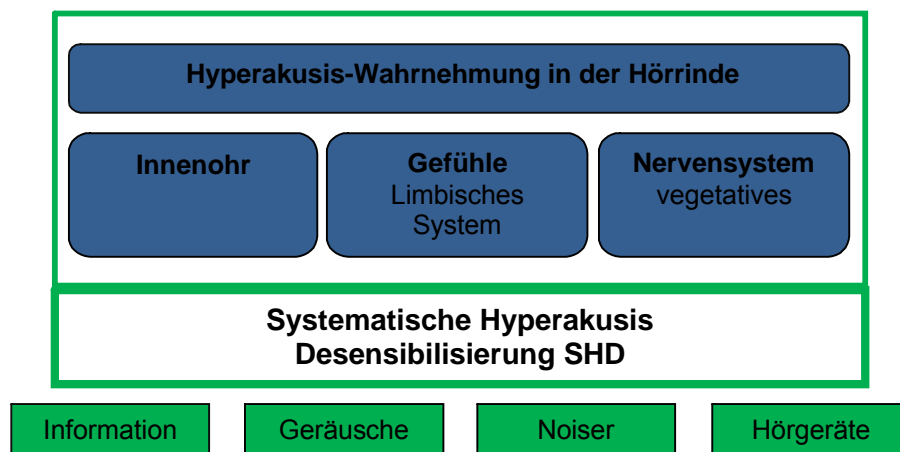 Hyperakusis-Wahrnehmung in der Hörrinde
Innenohr
Gefühle
Limbisches
System
Nervensystem
vegetatives
Systematische Hyperakusis
Desensibilisierung SHD
Information
Geräusche
Noiser
Hörgeräte